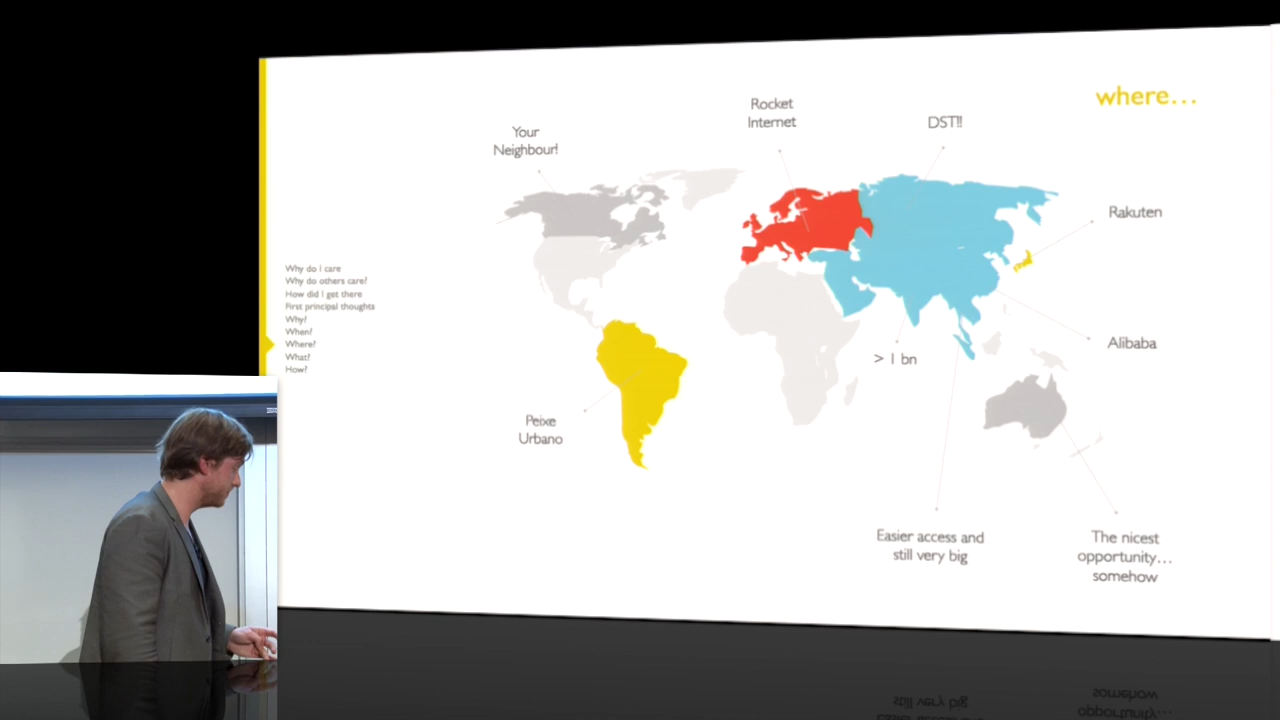 where...
Rocket
Internet
DST!!
Your
Neighbour!
Rakuten
Why do I care
Why do others care?
How did I get there
First principal thoughts
Why?
When?
Where?
What?
How?
Alibaba
> 1 bn
Peixe
Urbano
Easier access and
still very big
The nicest
opportunity...
somehow